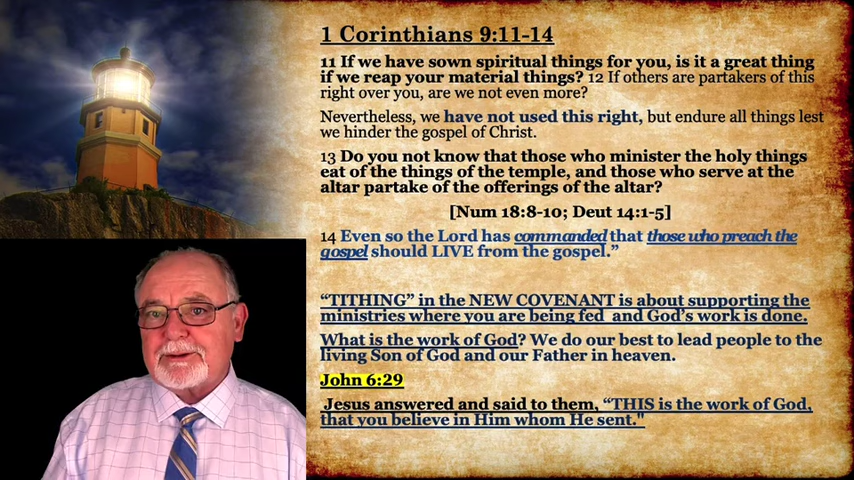 1 Corinthians 9:11-14
11 If we have sown spiritual things for you, is it a great thing
if we reap your material things? 12 If others are partakers of this
right over you, are we not even more?
Nevertheless, we have not used this right, but endure all things lest
we hinder the gospel of Christ.
13 Do you not know that those who minister the holy things
eat of the things of the temple, and those who serve at the
altar partake of the offerings of the altar?
[Num 18:8-10; Deut 14:1-5]
14 Even so the Lord has commanded that those who preach the
gospel should LIVE from the gospel.”
“TITHING” in the NEW COVENANT is about supporting the
ministries where you are being fed and God’s work is done.
What is the work of God? We do our best to lead people to the
living Son of God and our Father in heaven.
John 6:29
Jesus answered and said to them, “THIS is the work of God,
that you believe in Him whom He sent."